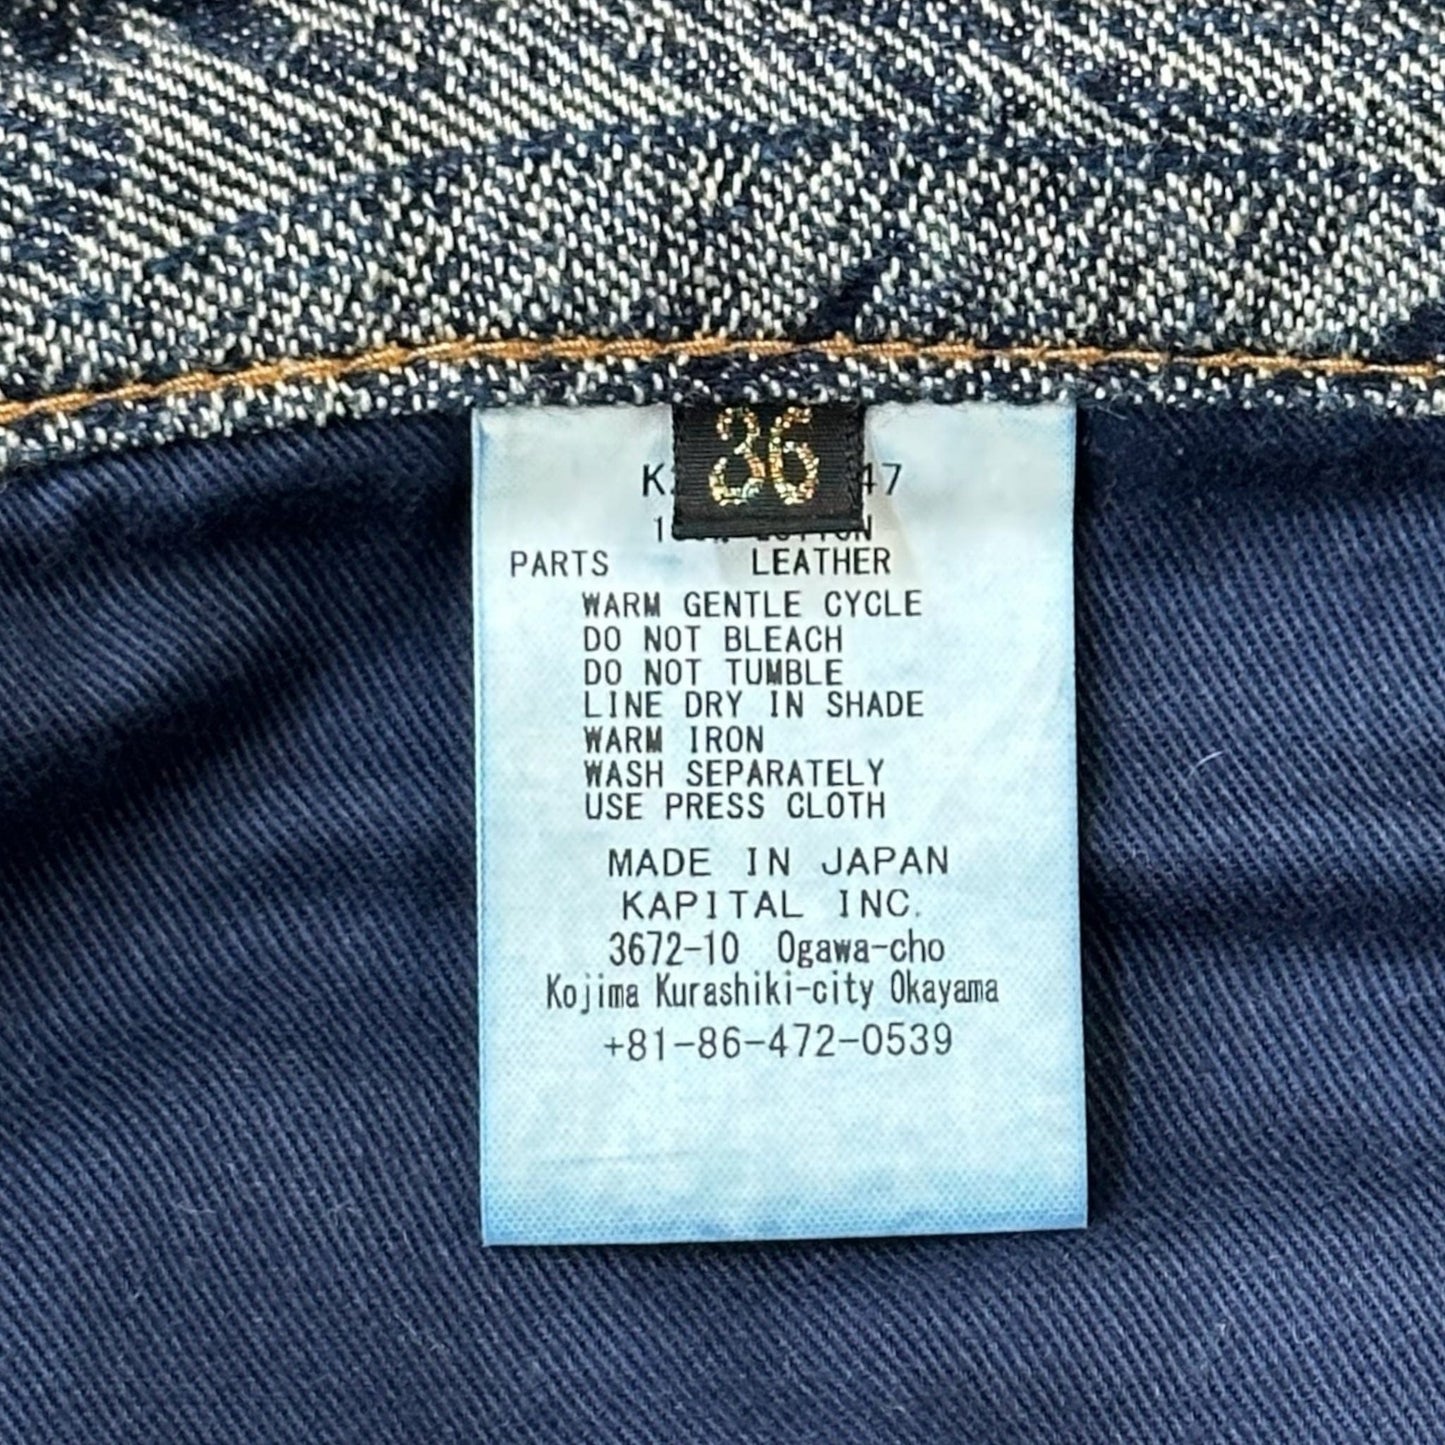 36
PARTS LEATHER
WARM GENTLE CYCLE
DO NOT BLEACH
DO NOT TUMBLE
LINE DRY IN SHADE
WARM IRON
WASH SEPARATELY
USE PRESS CLOTH
MADE IN JAPAN
KAPITAL INC.
3672-10 Ogawa-cho
Kojima Kurashiki-city Okayama
+81-86-472-0539